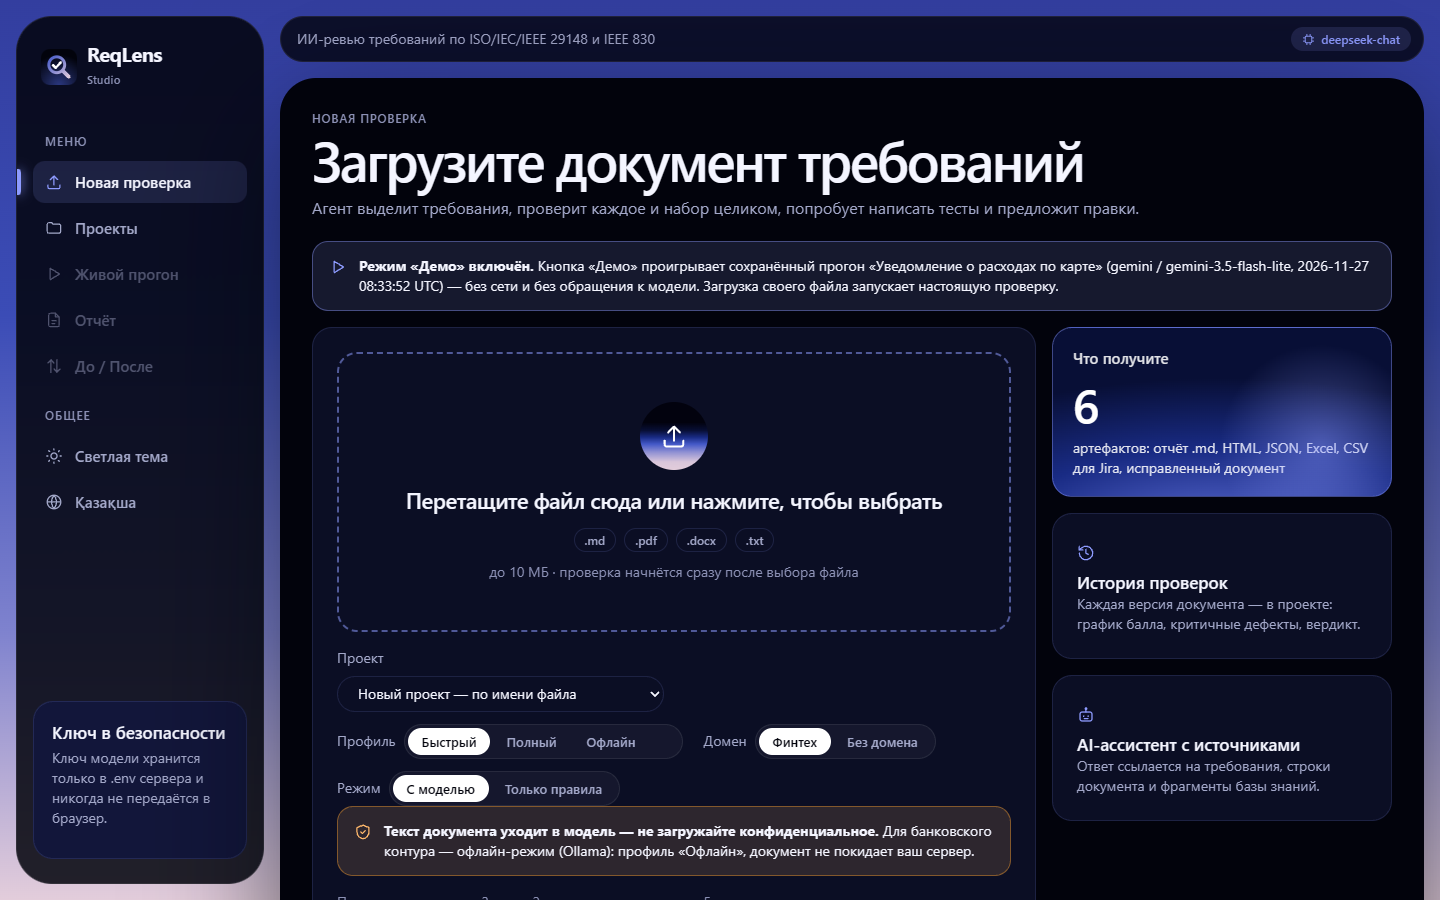 ReqLens
Studio
МЕНЮ
Новая проверка
Проекты
Живой прогон
Отчёт
До / После
ОБЩЕЕ
Светлая тема
Қазақша
Ключ в безопасности
Ключ модели хранится
только в .env сервера и
никогда не передаётся в
браузер.
ИИ-ревью требований по ISO/IEC/IEEE 29148 и IEEE 830
deepseek-chat
НОВАЯ ПРОВЕРКА
Загрузите документ требований
Агент выделит требования, проверит каждое и набор целиком, попробует написать тесты и предложит правки.
Режим «Демо» включён. Кнопка «Демо» проигрывает сохранённый прогон «Уведомление о расходах по карте» (gemini / gemini-3.5-flash-lite, 2026-11-27
08:33:52 UTC) — без сети и без обращения к модели. Загрузка своего файла запускает настоящую проверку.
Перетащите файл сюда или нажмите, чтобы выбрать
.md .pdf .docx .txt
до 10 МБ · проверка начнётся сразу после выбора файла
Проект
Новый проект — по имени файла
Профиль Быстрый Полный Офлайн Домен Финтех Без домена
Режим С моделью Только правила
Текст документа уходит в модель — не загружайте конфиденциальное. Для банковского
контура — офлайн-режим (Ollama): профиль «Офлайн», документ не покидает ваш сервер.
Что получите
6
артефактов: отчёт .md, HTML, JSON, Excel, CSV
для Jira, исправленный документ
История проверок
Каждая версия документа — в проекте:
график балла, критичные дефекты, вердикт.
AI-ассистент с источниками
Ответ ссылается на требования, строки
документа и фрагменты базы знаний.